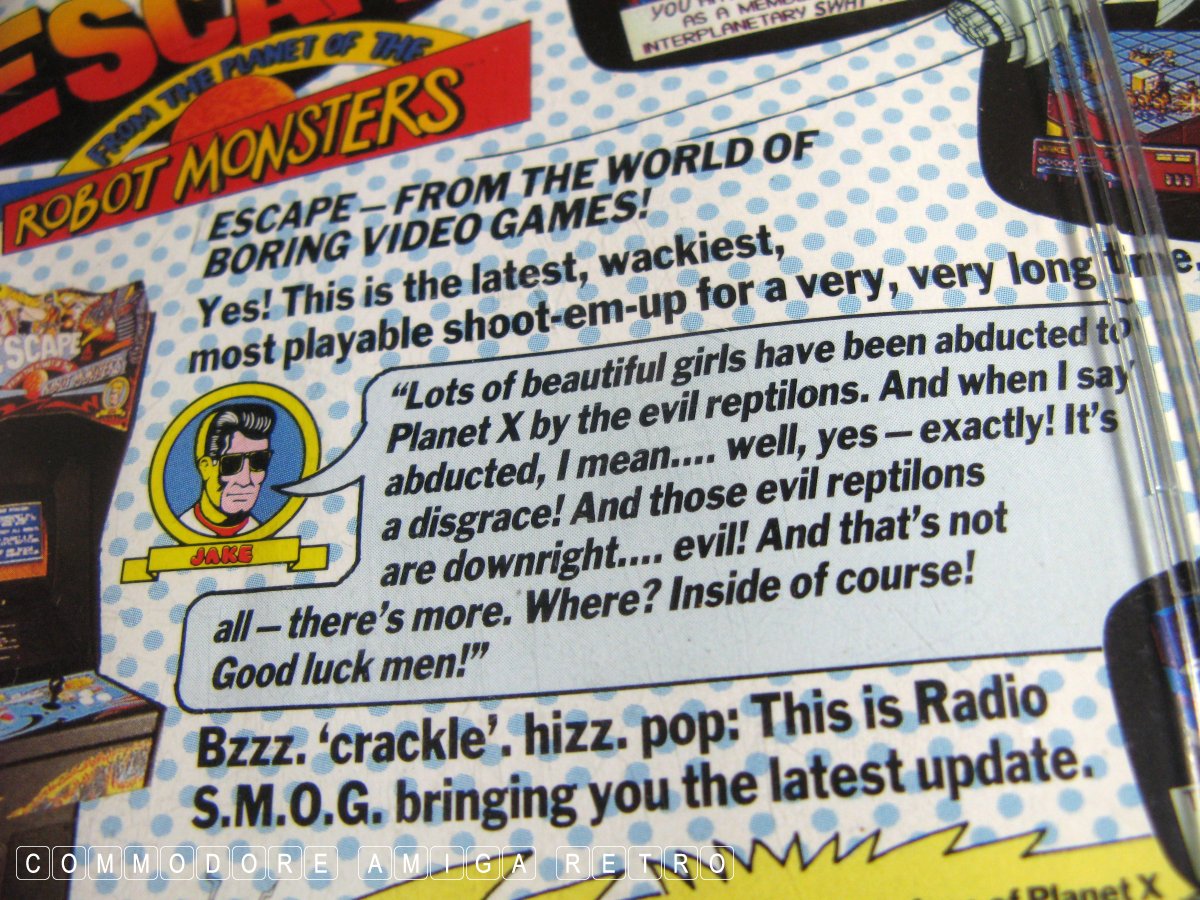 ESCAPE
FROM THE PLANET OF THE
ROBOT MONSTERS
AS A
INTERPLANETARY SWAT
ESCAPE – FROM THE WORLD OF
BORING VIDEO GAMES!
Yes! This is the latest, wackiest,
most playable shoot-em-up for a very, very long time.
"Lots of beautiful girls have been abducted to
Planet X by the evil reptilons. And when I say
abducted, I mean.... well, yes – exactly! It's
a disgrace! And those evil reptilons
are downright.... evil! And that's not
all – there's more. Where? Inside of course!
Good luck men!"
JAKE
Bzzz. 'crackle'. hizz. pop: This is Radio
S.M.O.G. bringing you the latest update.
of Planet X
COMMODORE AMIGA RETRO